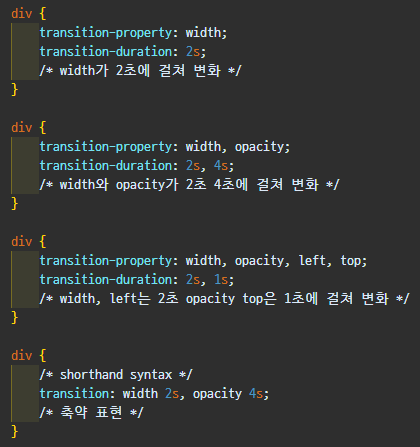 div {
transition-property: width;
transition-duration: 2s;
/* width가 2초에 걸쳐 변화 */
}
div {
transition-property: width, opacity;
transition-duration: 2s, 4s;
/* width와 opacity가 2초 4초에 걸쳐 변화 */
}
div {
transition-property: width, opacity, left, top;
transition-duration: 2s, 1s;
/* width, left는 2초 opacity top은 1초에 걸쳐 변화 */
}
div {
/* shorthand syntax */
transition: width 2s, opacity 4s;
/* 축약 표현 */
}